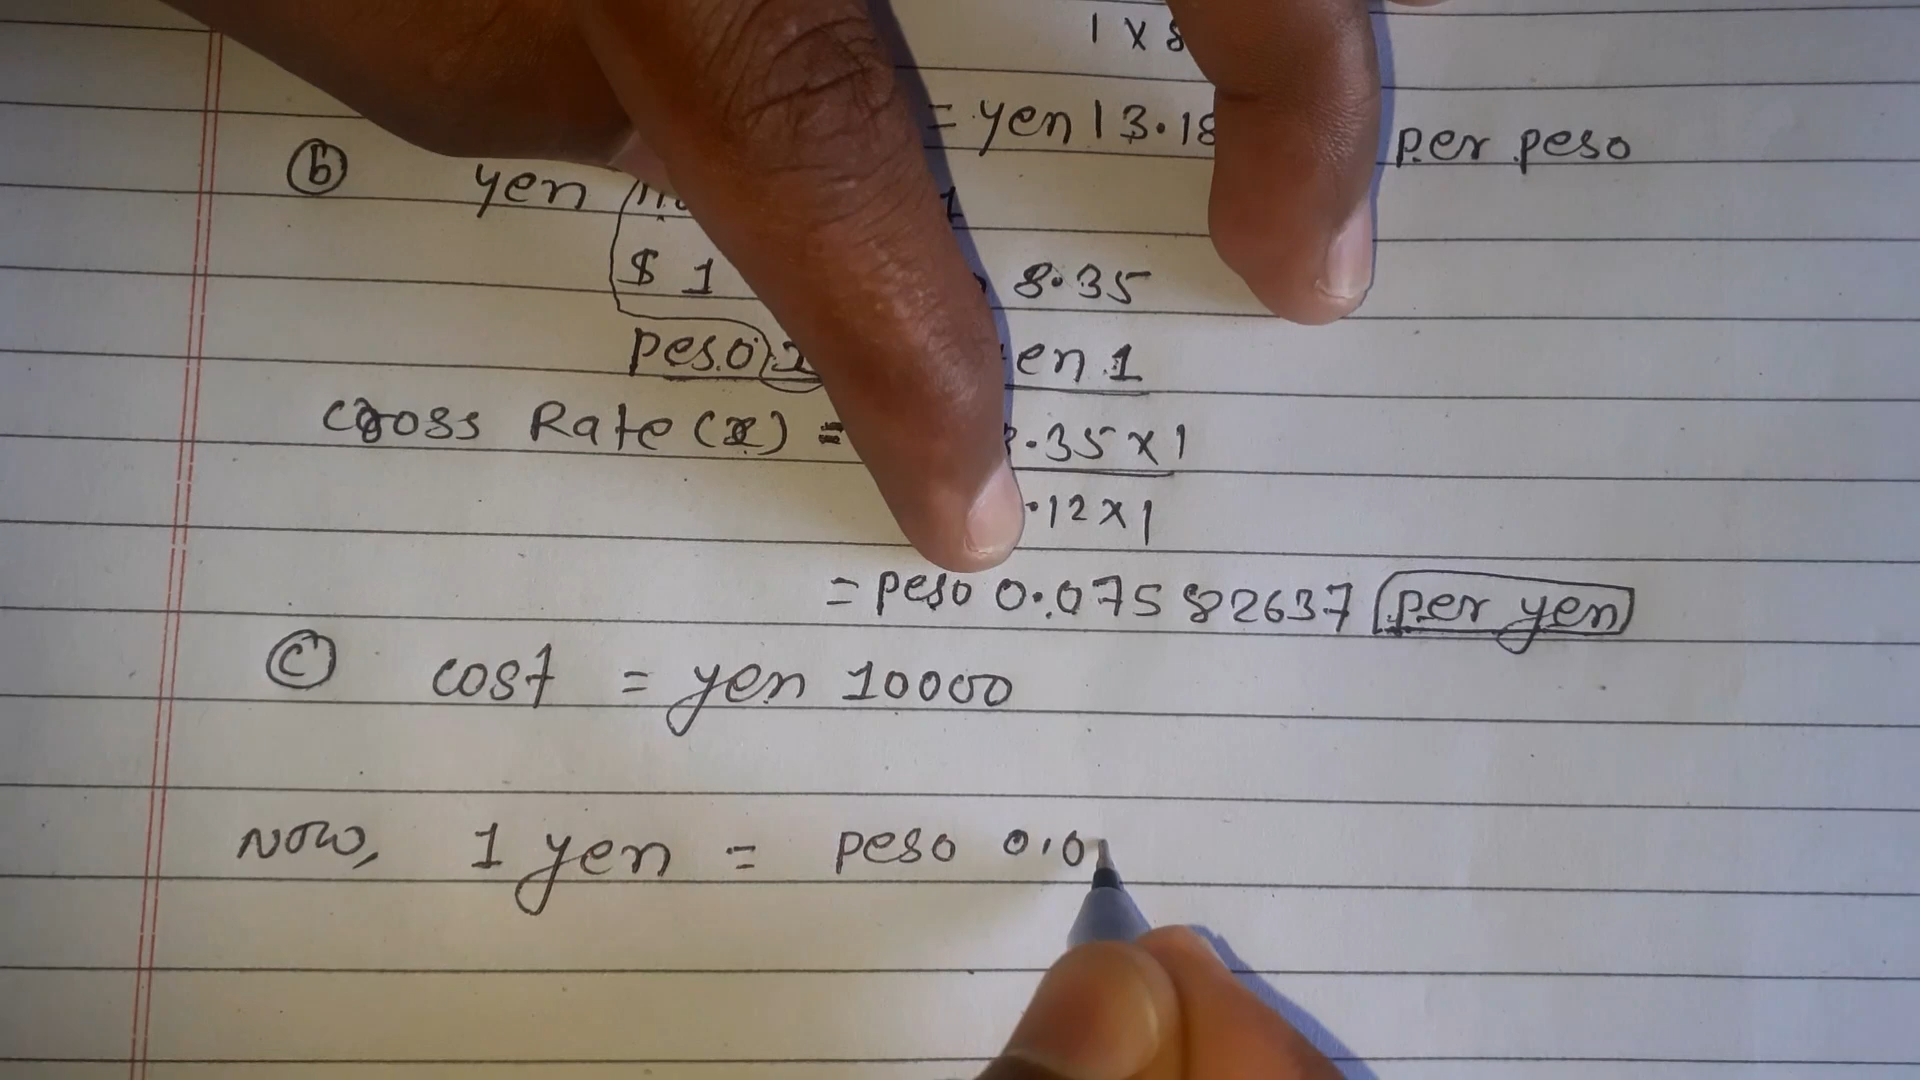 1 X 8
= yen 13.18 per peso
(b) yen 1
$ 1 8.35
peso en 1
Cross Rate (x) = .35 x 1
.12 x 1
= peso 0.07582637 per yen
(c) cost = yen 10000
Now, 1 yen = peso 0.0